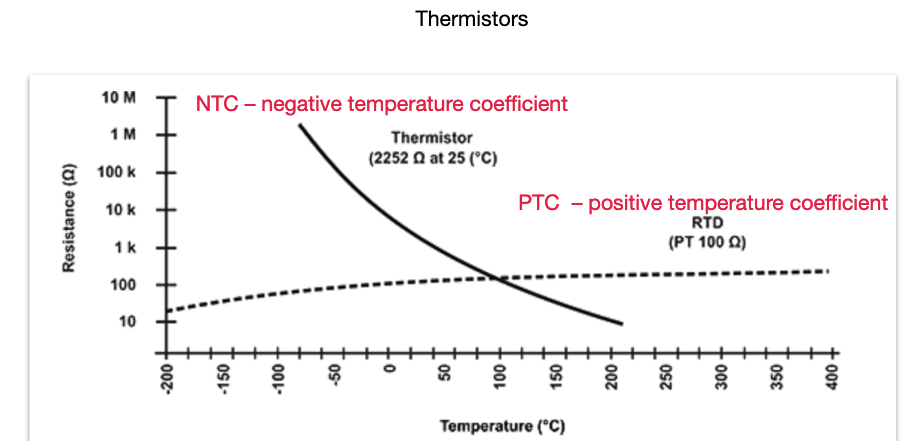 Thermistors
10 M
NTC – negative temperature coefficient
1 M
Thermistor
(2252 Ω at 25 (°C)
100 k
PTC – positive temperature coefficient
10 k
RTD
(PT 100 Ω)
1 k
100
10
Resistance (Ω)
-200 -150 -100 -50 0 50 100 150 200 250 300 350 400
Temperature (°C)